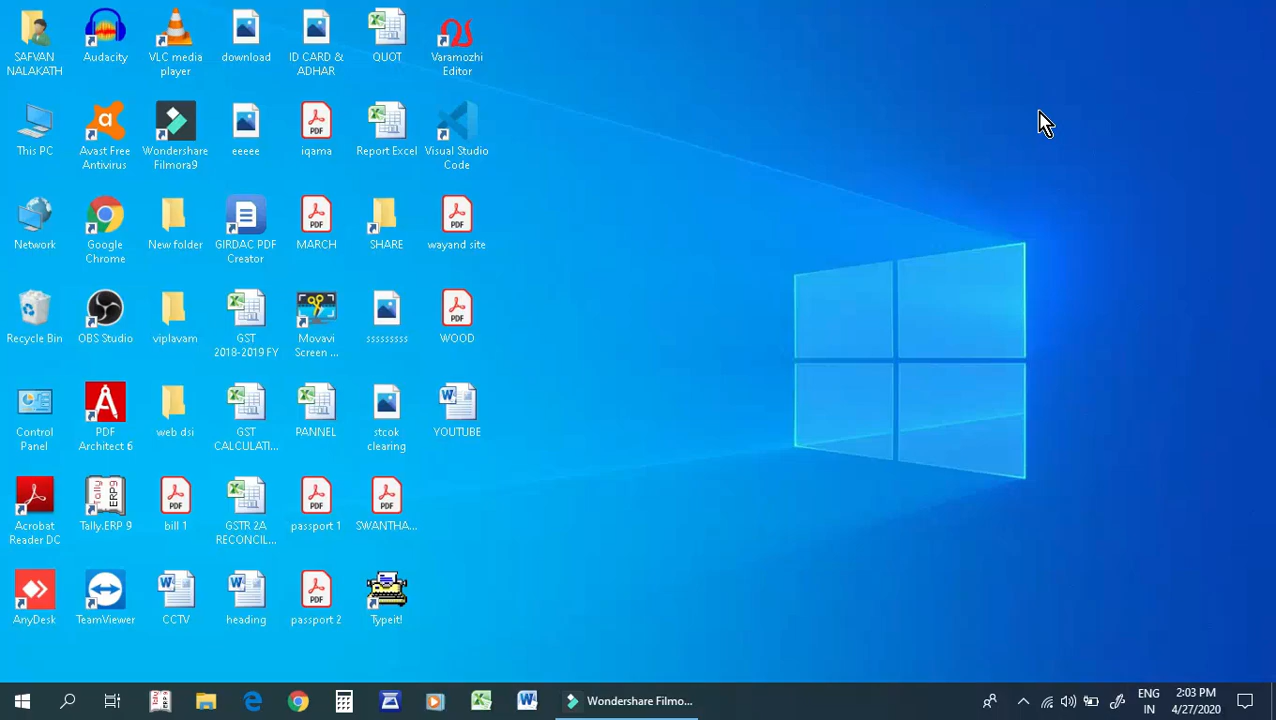 SAFVAN NALAKATH
Audacity
VLC media player
download
ID CARD & ADHAR
QUOT
Varamozhi Editor
This PC
Avast Free Antivirus
Wondershare Filmora9
eeeee
iqama
Report Excel
Visual Studio Code
Network
Google Chrome
New folder
GIRDAC PDF Creator
MARCH
SHARE
wayand site
Recycle Bin
OBS Studio
viplavam
GST 2018-2019 FY
Movavi Screen ...
sssssssss
WOOD
Control Panel
PDF Architect 6
web dsi
GST CALCULATI...
PANNEL
stcok clearing
YOUTUBE
Acrobat Reader DC
Tally.ERP 9
bill 1
GSTR 2A RECONCIL...
passport 1
SWANTHA...
AnyDesk
TeamViewer
CCTV
heading
passport 2
Typeit!
Wondershare Filmo...
ENG IN
2:03 PM
4/27/2020